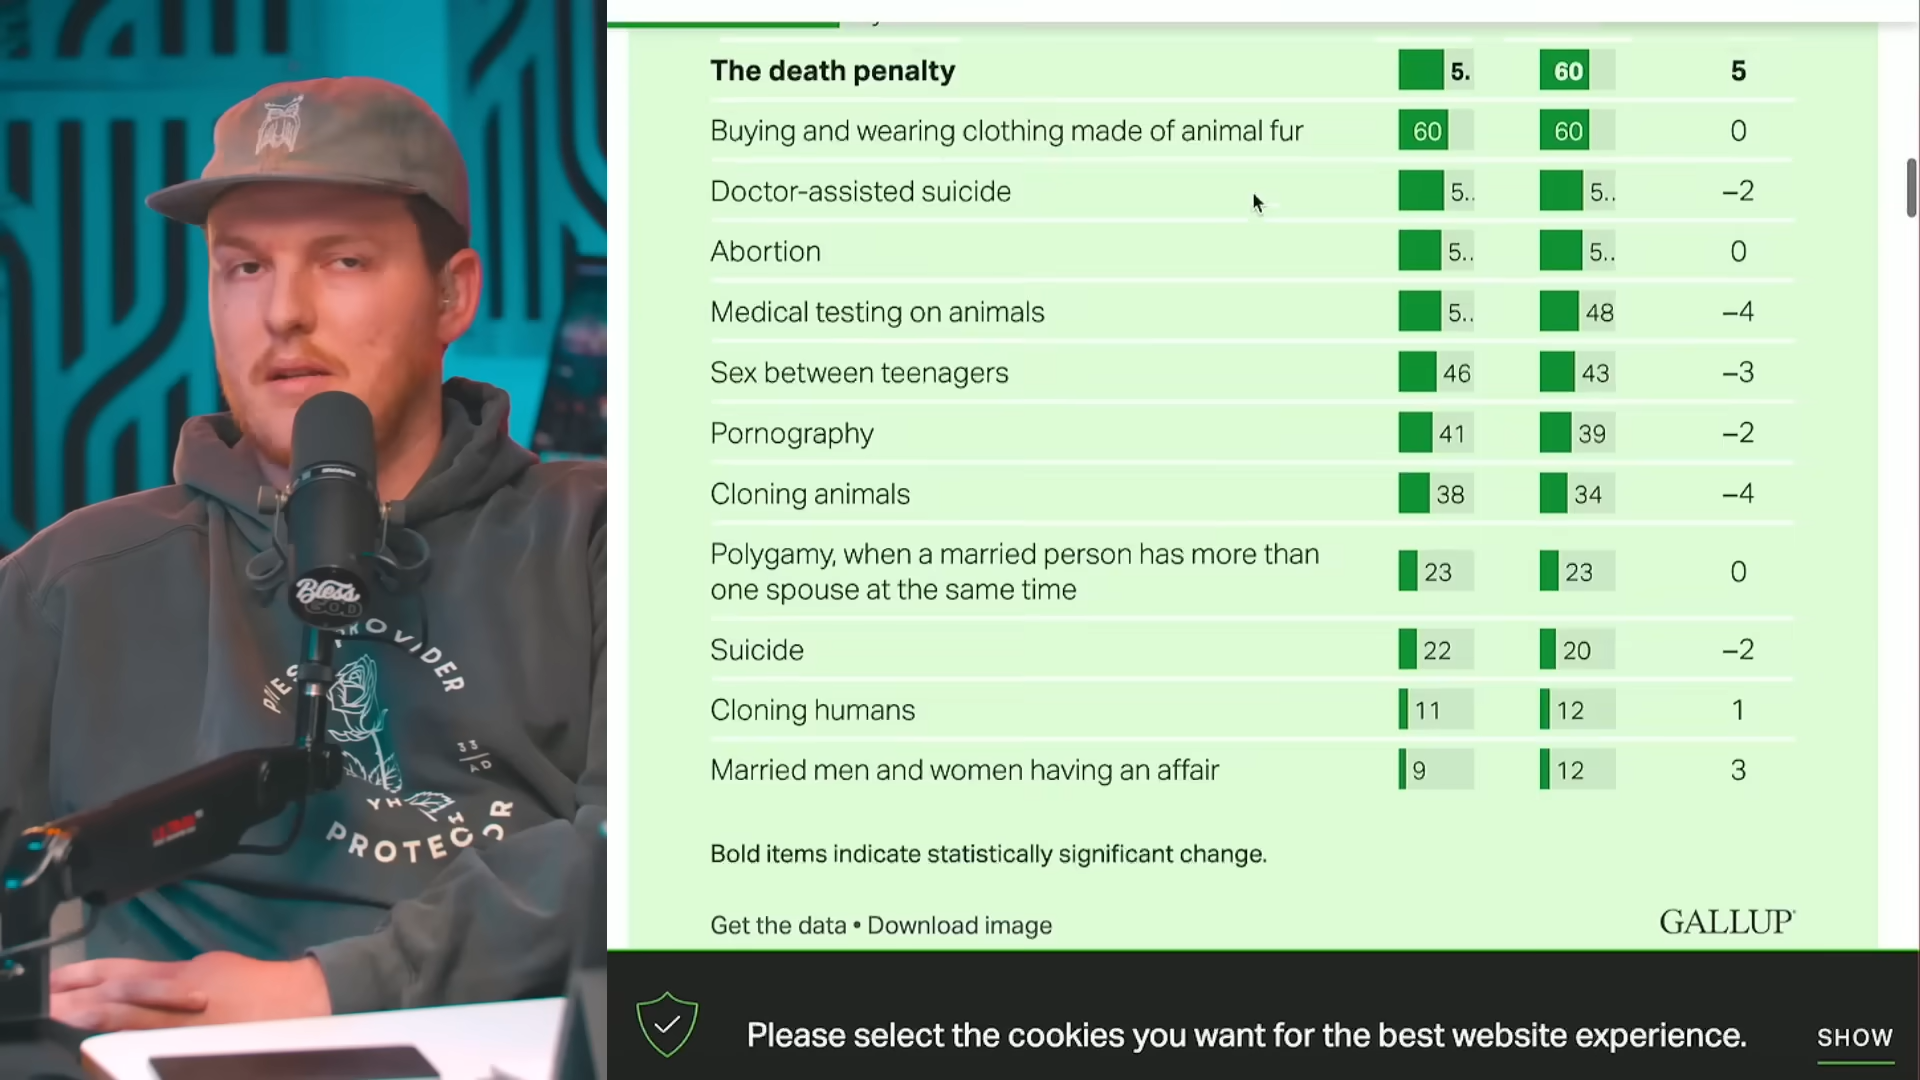 The death penalty 5. 60 5
Buying and wearing clothing made of animal fur 60 60 0
Doctor-assisted suicide 5.. 5.. –2
Abortion 5.. 5.. 0
Medical testing on animals 5.. 48 –4
Sex between teenagers 46 43 –3
Pornography 41 39 –2
Cloning animals 38 34 –4
Polygamy, when a married person has more than
one spouse at the same time 23 23 0
Suicide 22 20 –2
Cloning humans 11 12 1
Married men and women having an affair 9 12 3
Bold items indicate statistically significant change.
Get the data • Download image
GALLUP
Please select the cookies you want for the best website experience.
SHOW
Bless
GOD
PROVIDER
33
AD
YH
PROTECTOR